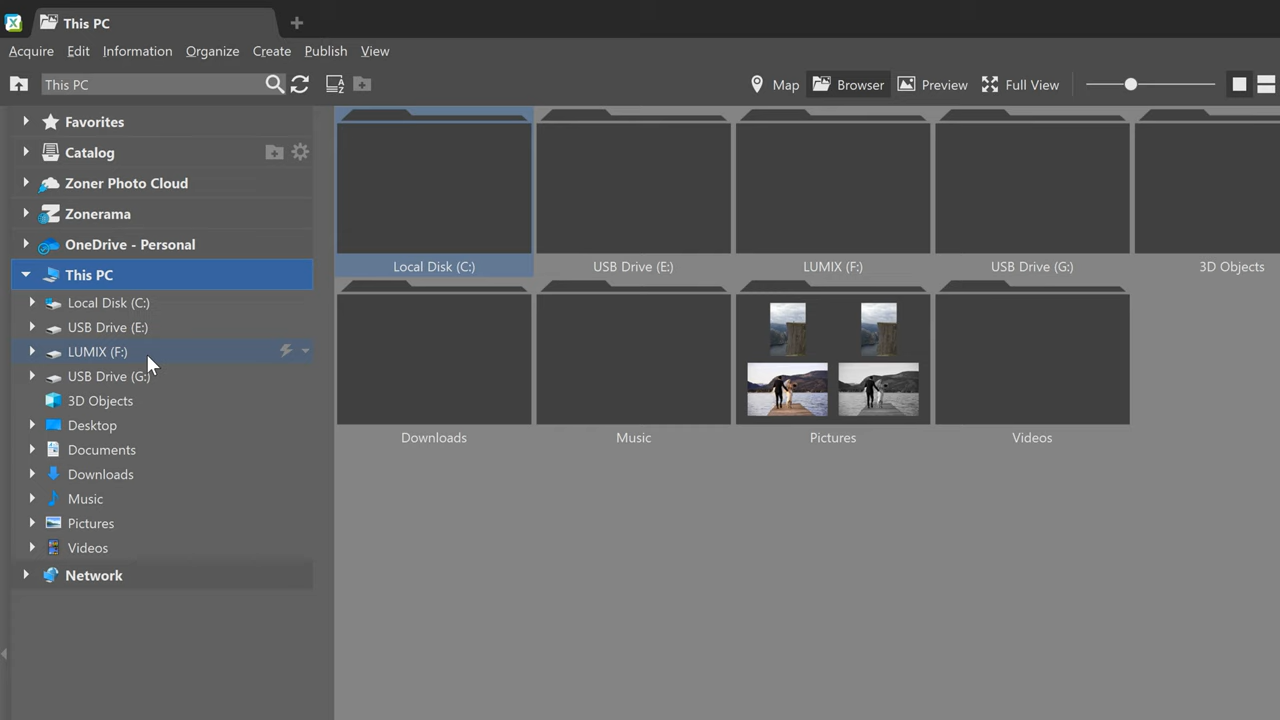 This PC
Acquire Edit Information Organize Create Publish View
This PC
Map Browser Preview Full View
Favorites
Catalog
Zoner Photo Cloud
Zonerama
OneDrive - Personal
This PC
Local Disk (C:)
USB Drive (E:)
LUMIX (F:)
USB Drive (G:)
3D Objects
Desktop
Documents
Downloads
Music
Pictures
Videos
Network
Local Disk (C:) USB Drive (E:) LUMIX (F:) USB Drive (G:) 3D Objects
Downloads Music Pictures Videos